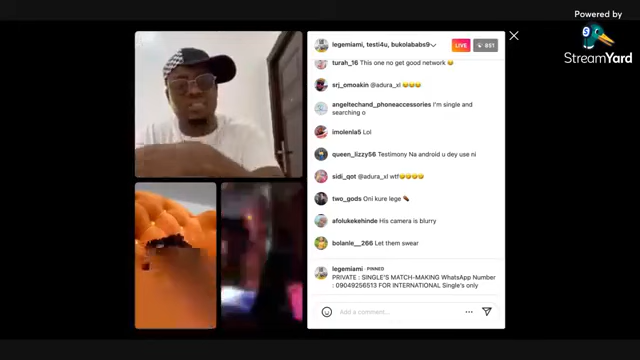 Powered by
StreamYard
legemiami, testi4u, bukolababs9
LIVE
851
turah_16 This one no get good network 😂
srj_omoakin @adura_xl 😂😂😂
angeltechand_phoneaccessories I'm single and
searching o
imolenla5 Lol
queen_lizzy56 Testimony Na android u dey use ni
sidi_qot @adura_xl wtf😂😂😂😂
two_gods Oni kure lege
afolukekehinde His camera is blurry
bolanle__266 Let them swear
legemiami · PINNED
PRIVATE : SINGLE'S MATCH-MAKING WhatsApp Number
: 09049256513 FOR INTERNATIONAL Single's only
Add a comment...